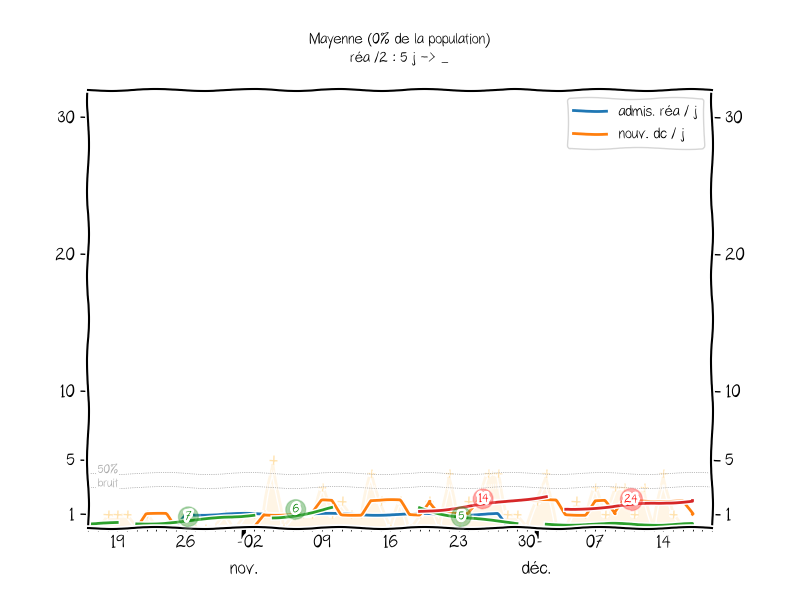 Mayenne (0% de la population)
réa /2 : 5 j -> _
admis. réa / j
nouv. dc / j
30 30
20 20
10 10
5 5
50%
bruit
1 1
7 6 5 14 24
19 26 02 09 16 23 30 07 14
nov. déc.